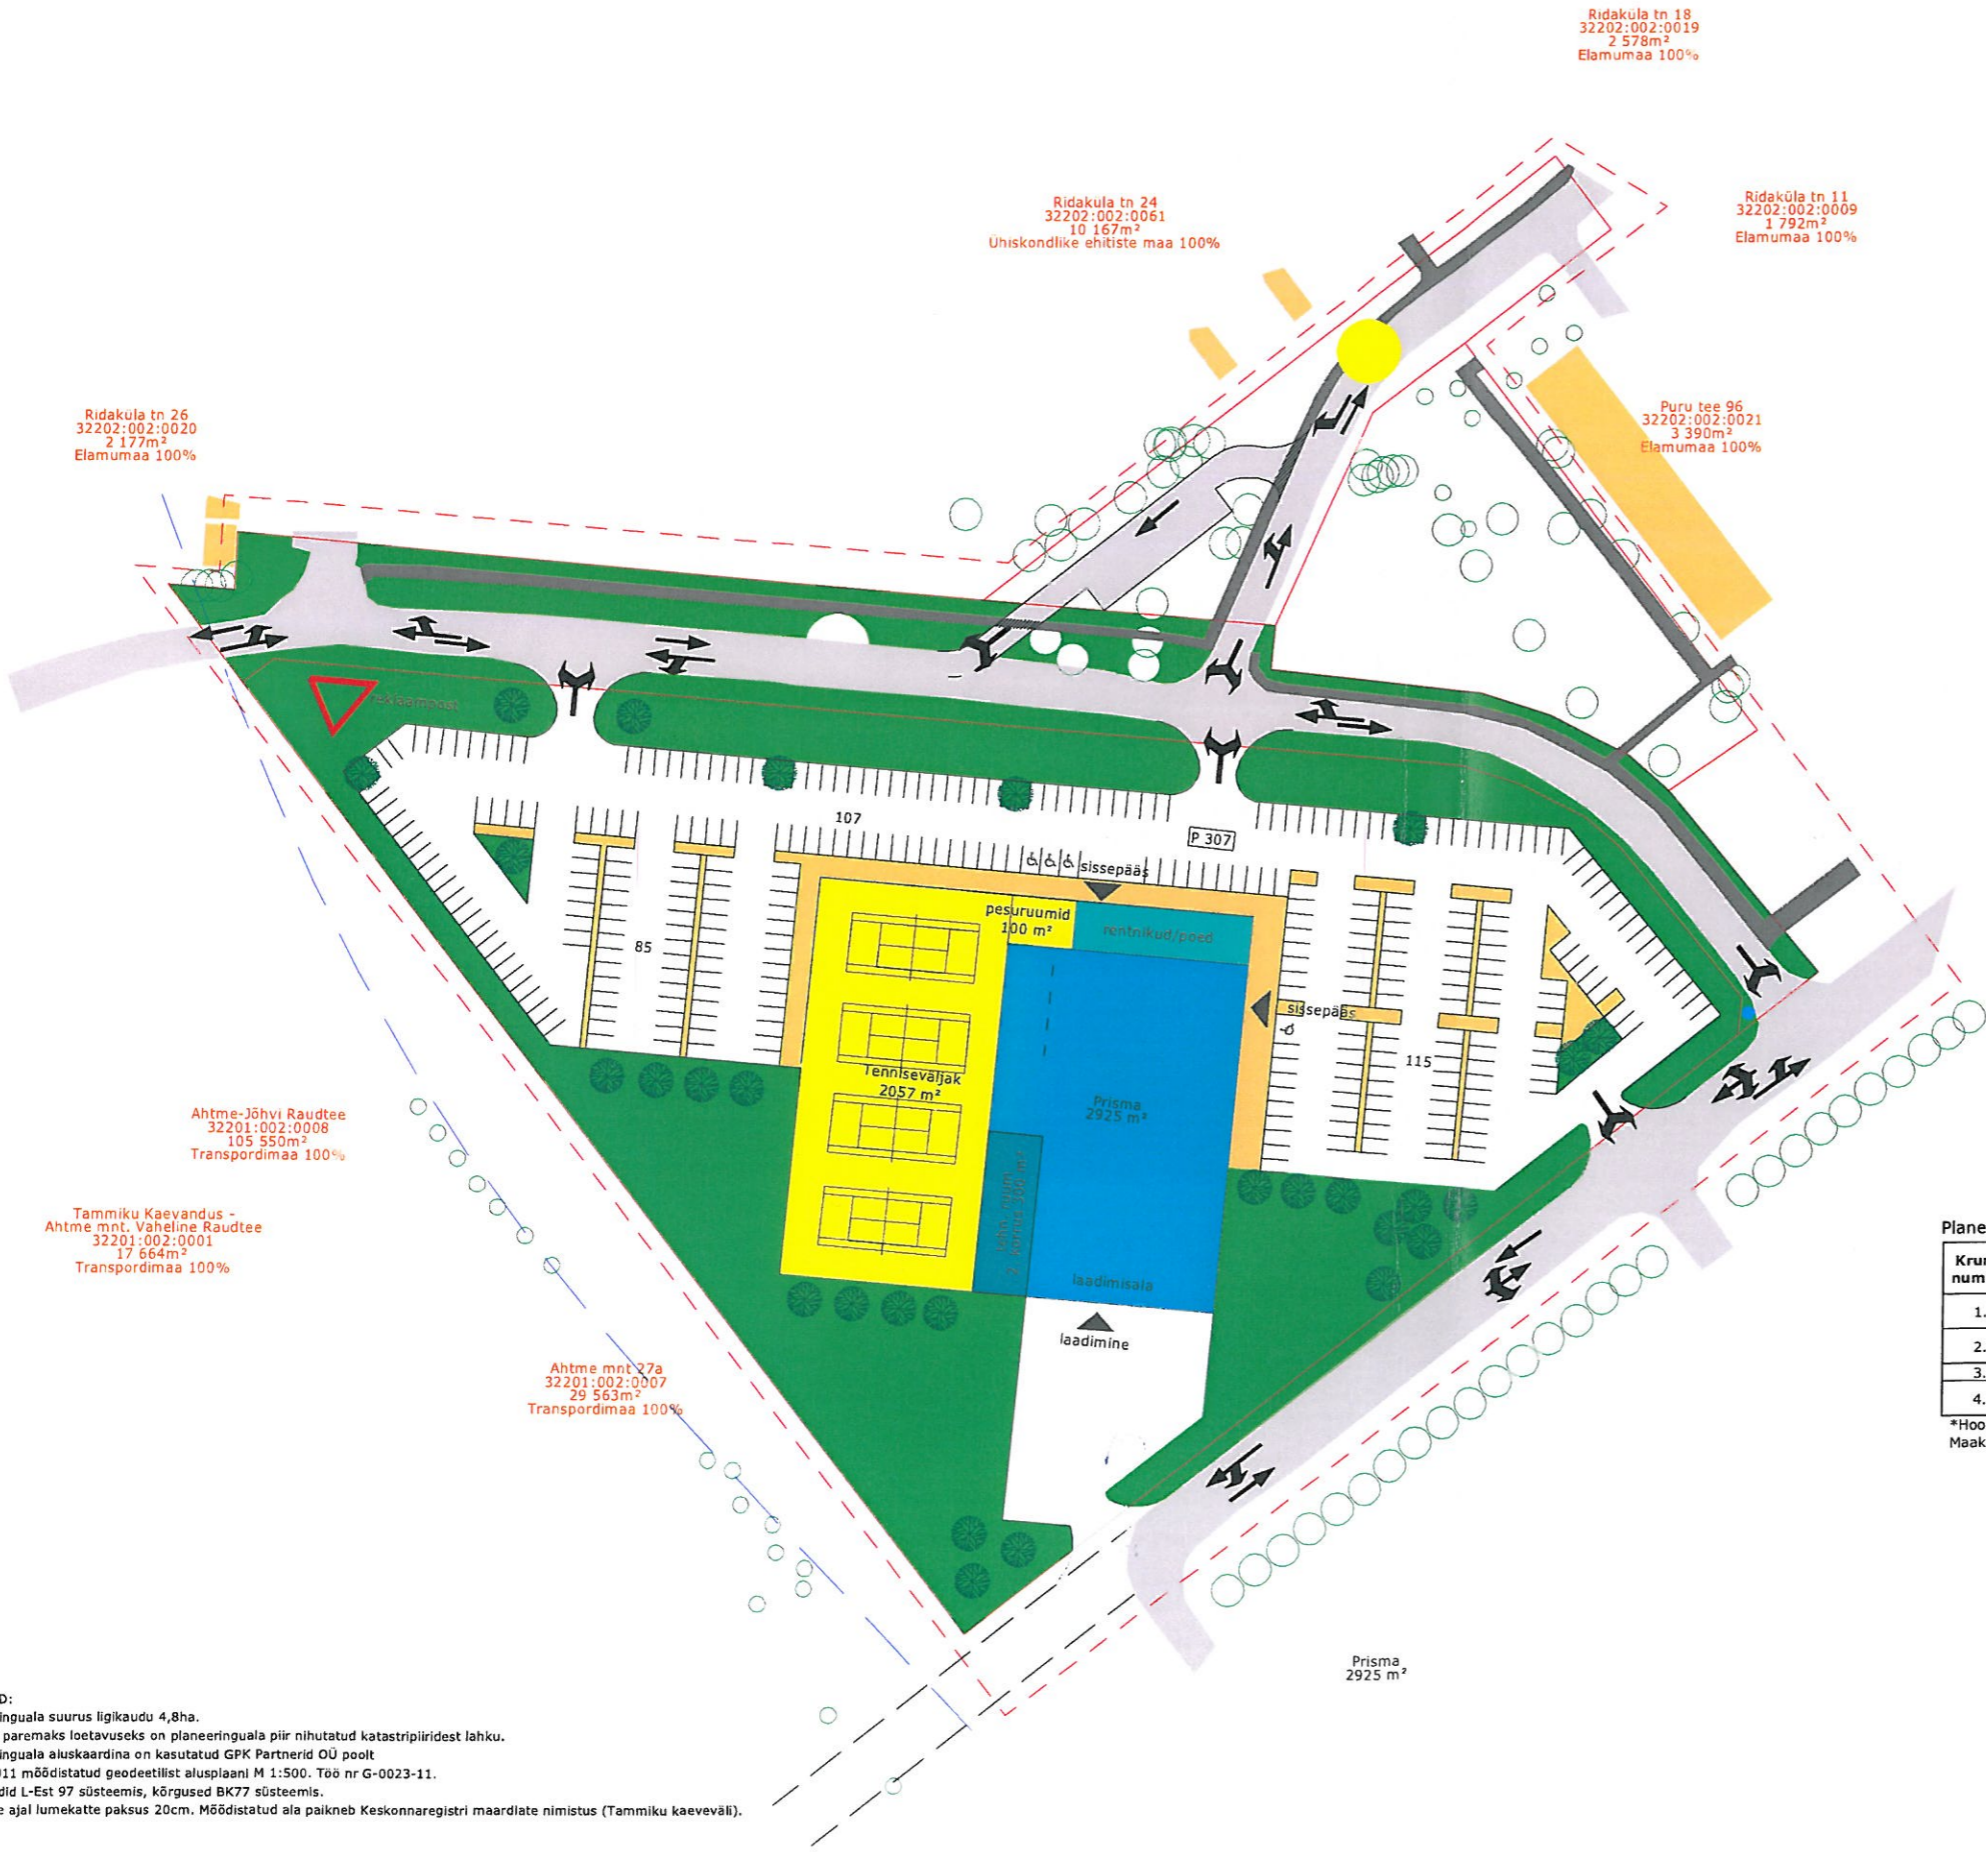 Ridaküla tn 18
32202:002:0019
2 578m²
Elamumaa 100%
Ridaküla tn 24
32202:002:0061
10 167m²
Ühiskondlike ehitiste maa 100%
Ridaküla tn 11
32202:002:0009
1 792m²
Elamumaa 100%
Ridaküla tn 26
32202:002:0020
2 177m²
Elamumaa 100%
Puru tee 96
32202:002:0021
3 390m²
Elamumaa 100%
reklaampost
107
P 307
sissepääs
pesuruumid
100 m²
rentnikud/poed
85
sissepääs
115
Tenniseväljak
2057 m²
Prisma
2925 m²
laadimisala
laadimine
Ahtme-Jõhvi Raudtee
32201:002:0008
105 550m²
Transpordimaa 100%
Tammiku Kaevandus -
Ahtme mnt. Vaheline Raudtee
32201:002:0001
17 664m²
Transpordimaa 100%
Ahtme mnt 27a
32201:002:0007
29 563m²
Transpordimaa 100%
Plane
Kru
num
1.
2.
3.
4.
*Hoo
Maak
Prisma
2925 m²
D:
inguala suurus ligikaudu 4,8ha.
paremaks loetavuseks on planeeringuala piir nihutatud katastripiiridest lahku.
inguala aluskaardina on kasutatud GPK Partnerid OÜ poolt
011 mõõdistatud geodeetilist alusplaani M 1:500. Töö nr G-0023-11.
did L-Est 97 süsteemis, kõrgused BK77 süsteemis.
e ajal lumekatte paksus 20cm. Mõõdistatud ala paikneb Keskonnaregistri maardlate nimistus (Tammiku kaeveväli).